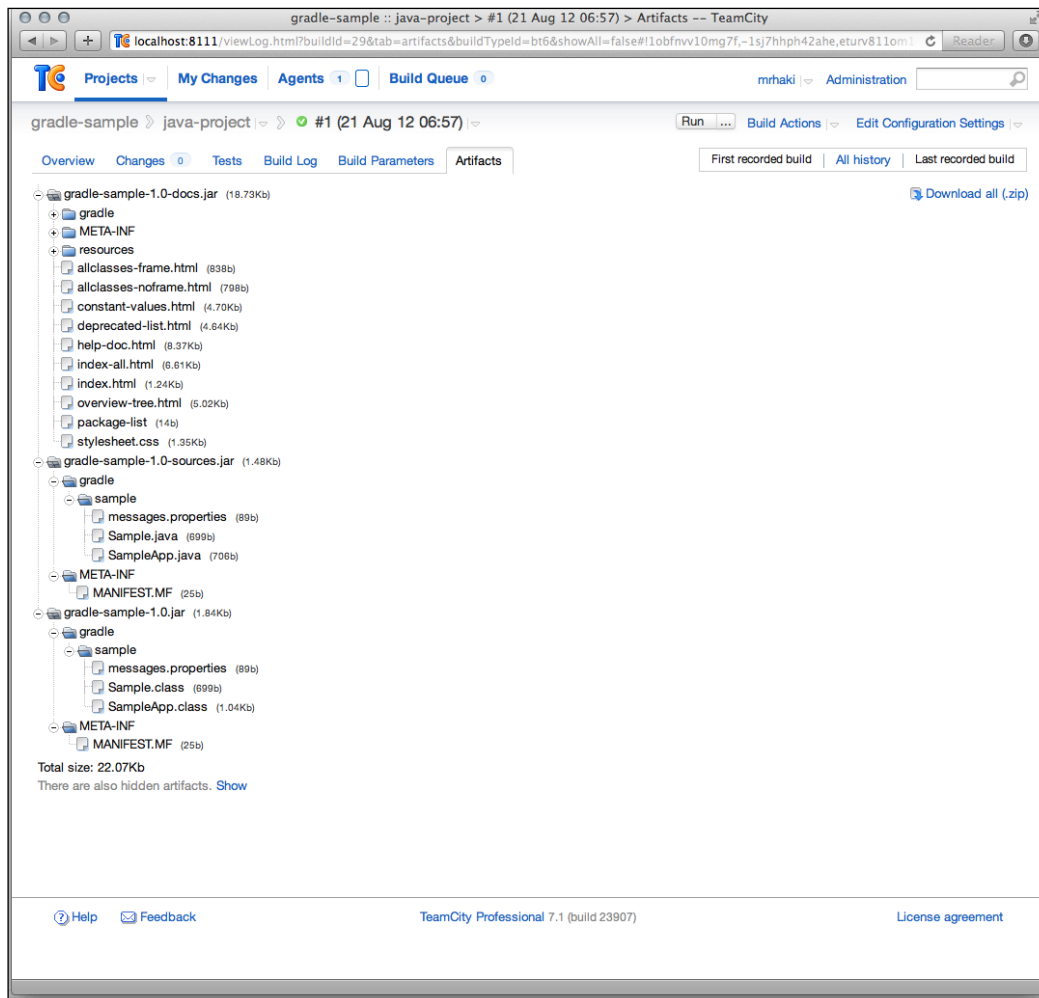 gradle-sample :: java-project > #1 (21 Aug 12 06:57) > Artifacts -- TeamCity
localhost:8111/viewLog.html?buildId=29&tab=artifacts&buildTypeId=bt6&showAll=false#!1obfnvv10mg7f,-1sj7hhph42ahe,eturv811om1 Reader
TC Projects My Changes Agents 1 Build Queue 0 mrhaki Administration
gradle-sample java-project #1 (21 Aug 12 06:57) Run ... Build Actions Edit Configuration Settings
Overview Changes 0 Tests Build Log Build Parameters Artifacts First recorded build All history Last recorded build
gradle-sample-1.0-docs.jar (18.73Kb) Download all (.zip)
gradle
META-INF
resources
allclasses-frame.html (838b)
allclasses-noframe.html (798b)
constant-values.html (4.70Kb)
deprecated-list.html (4.64Kb)
help-doc.html (8.37Kb)
index-all.html (6.61Kb)
index.html (1.24Kb)
overview-tree.html (5.02Kb)
package-list (14b)
stylesheet.css (1.35Kb)
gradle-sample-1.0-sources.jar (1.48Kb)
gradle
sample
messages.properties (89b)
Sample.java (699b)
SampleApp.java (706b)
META-INF
MANIFEST.MF (25b)
gradle-sample-1.0.jar (1.84Kb)
gradle
sample
messages.properties (89b)
Sample.class (699b)
SampleApp.class (1.04Kb)
META-INF
MANIFEST.MF (25b)
Total size: 22.07Kb
There are also hidden artifacts. Show
Help Feedback TeamCity Professional 7.1 (build 23907) License agreement